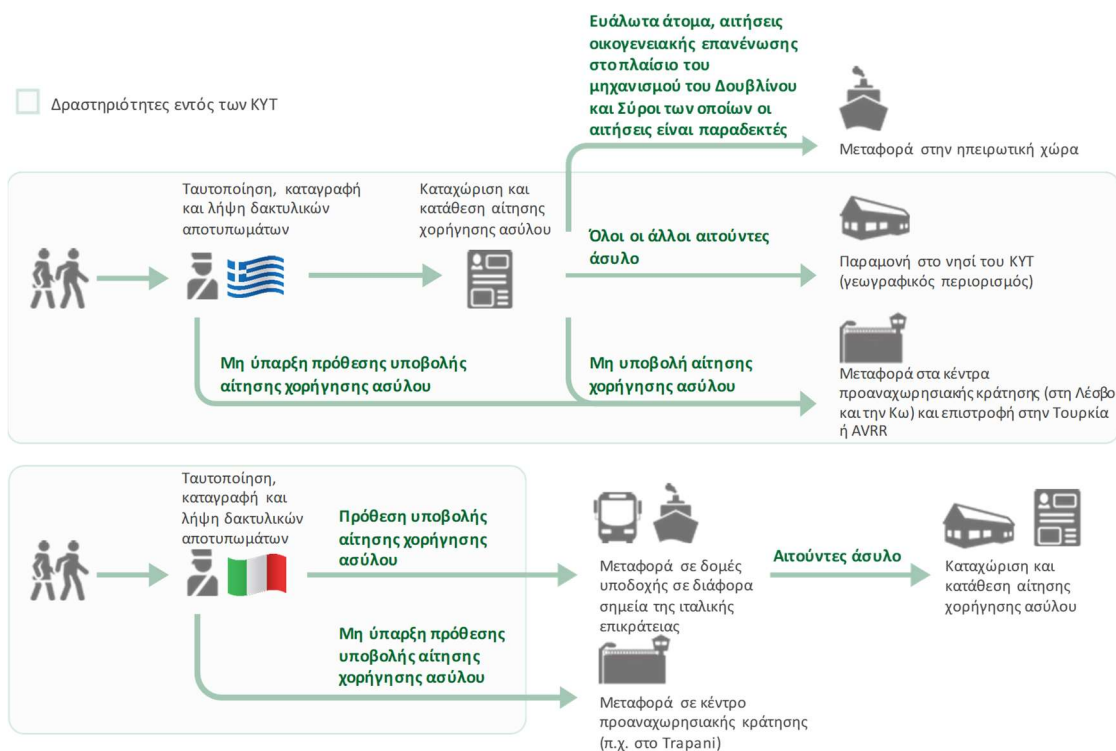 Δραστηριότητες εντός των ΚΥΤ
Ευάλωτα άτομα, αιτήσεις
οικογενειακής επανένωσης
στο πλαίσιο του
μηχανισμού του Δουβλίνου
και Σύροι των οποίων οι
αιτήσεις είναι παραδεκτές
Μεταφορά στην ηπειρωτική χώρα
Ταυτοποίηση, καταγραφή
και λήψη δακτυλικών
αποτυπωμάτων
Καταχώριση και
κατάθεση αίτησης
χορήγησης ασύλου
Όλοι οι άλλοι αιτούντες
άσυλο
Παραμονή στο νησί του ΚΥΤ
(γεωγραφικός περιορισμός)
Μη ύπαρξη πρόθεσης υποβολής
αίτησης χορήγησης ασύλου
Μη υποβολή αίτησης
χορήγησης ασύλου
Μεταφορά στα κέντρα
προαναχωρησιακής κράτησης (στη Λέσβο
και την Κω) και επιστροφή στην Τουρκία
ή AVRR
Ταυτοποίηση,
καταγραφή και
λήψη δακτυλικών
αποτυπωμάτων
Πρόθεση υποβολής
αίτησης χορήγησης
ασύλου
Μεταφορά σε δομές
υποδοχής σε διάφορα
σημεία της ιταλικής
επικράτειας
Αιτούντες άσυλο
Καταχώριση και
κατάθεση αίτησης
χορήγησης ασύλου
Μη ύπαρξη πρόθεσης
υποβολής αίτησης
χορήγησης ασύλου
Μεταφορά σε κέντρο
προαναχωρησιακής κράτησης
(π.χ. στο Trapani)